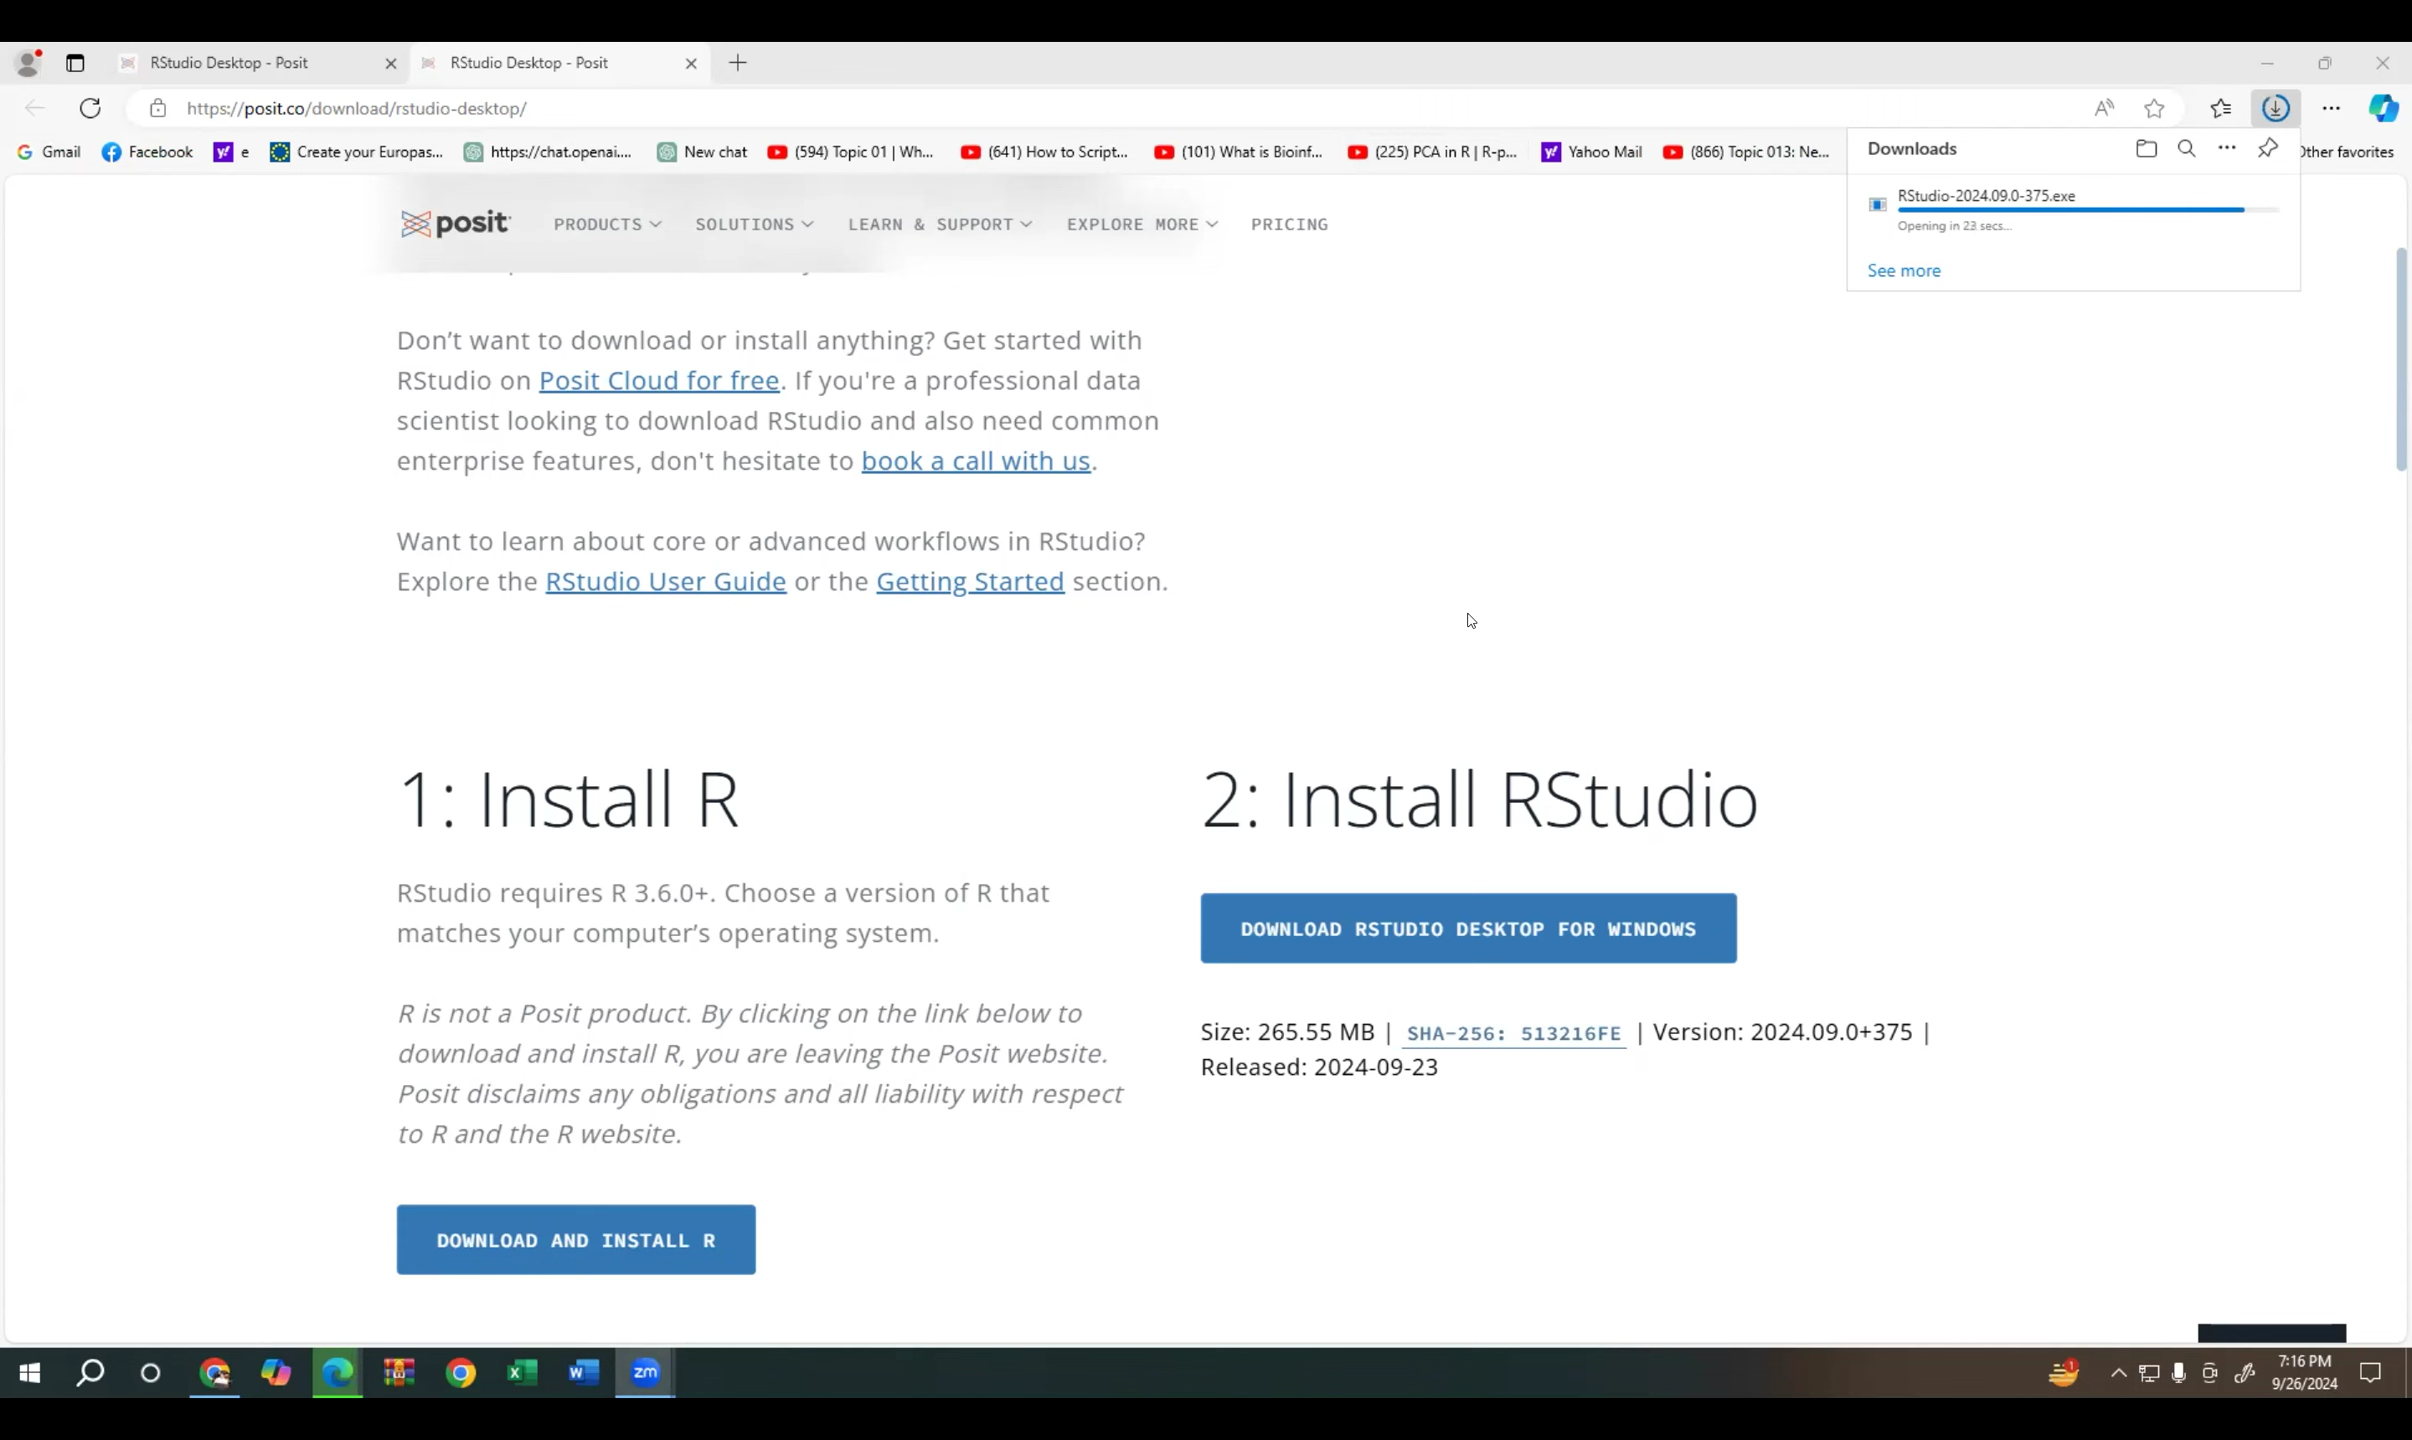 RStudio Desktop - Posit
RStudio Desktop - Posit
https://posit.co/download/rstudio-desktop/
Gmail
Facebook
e
Create your Europas...
https://chat.openai....
New chat
(594) Topic 01 | Wh...
(641) How to Script...
(101) What is Bioinf...
(225) PCA in R | R-p...
Yahoo Mail
(866) Topic 013: Ne...
Other favorites
Downloads
RStudio-2024.09.0-375.exe
Opening in 23 secs...
See more
posit
PRODUCTS
SOLUTIONS
LEARN & SUPPORT
EXPLORE MORE
PRICING
Don’t want to download or install anything? Get started with
RStudio on Posit Cloud for free. If you're a professional data
scientist looking to download RStudio and also need common
enterprise features, don't hesitate to book a call with us.
Want to learn about core or advanced workflows in RStudio?
Explore the RStudio User Guide or the Getting Started section.
1: Install R
RStudio requires R 3.6.0+. Choose a version of R that
matches your computer’s operating system.
R is not a Posit product. By clicking on the link below to
download and install R, you are leaving the Posit website.
Posit disclaims any obligations and all liability with respect
to R and the R website.
DOWNLOAD AND INSTALL R
2: Install RStudio
DOWNLOAD RSTUDIO DESKTOP FOR WINDOWS
Size: 265.55 MB | SHA-256: 513216FE | Version: 2024.09.0+375 |
Released: 2024-09-23
zm
1
7:16 PM
9/26/2024